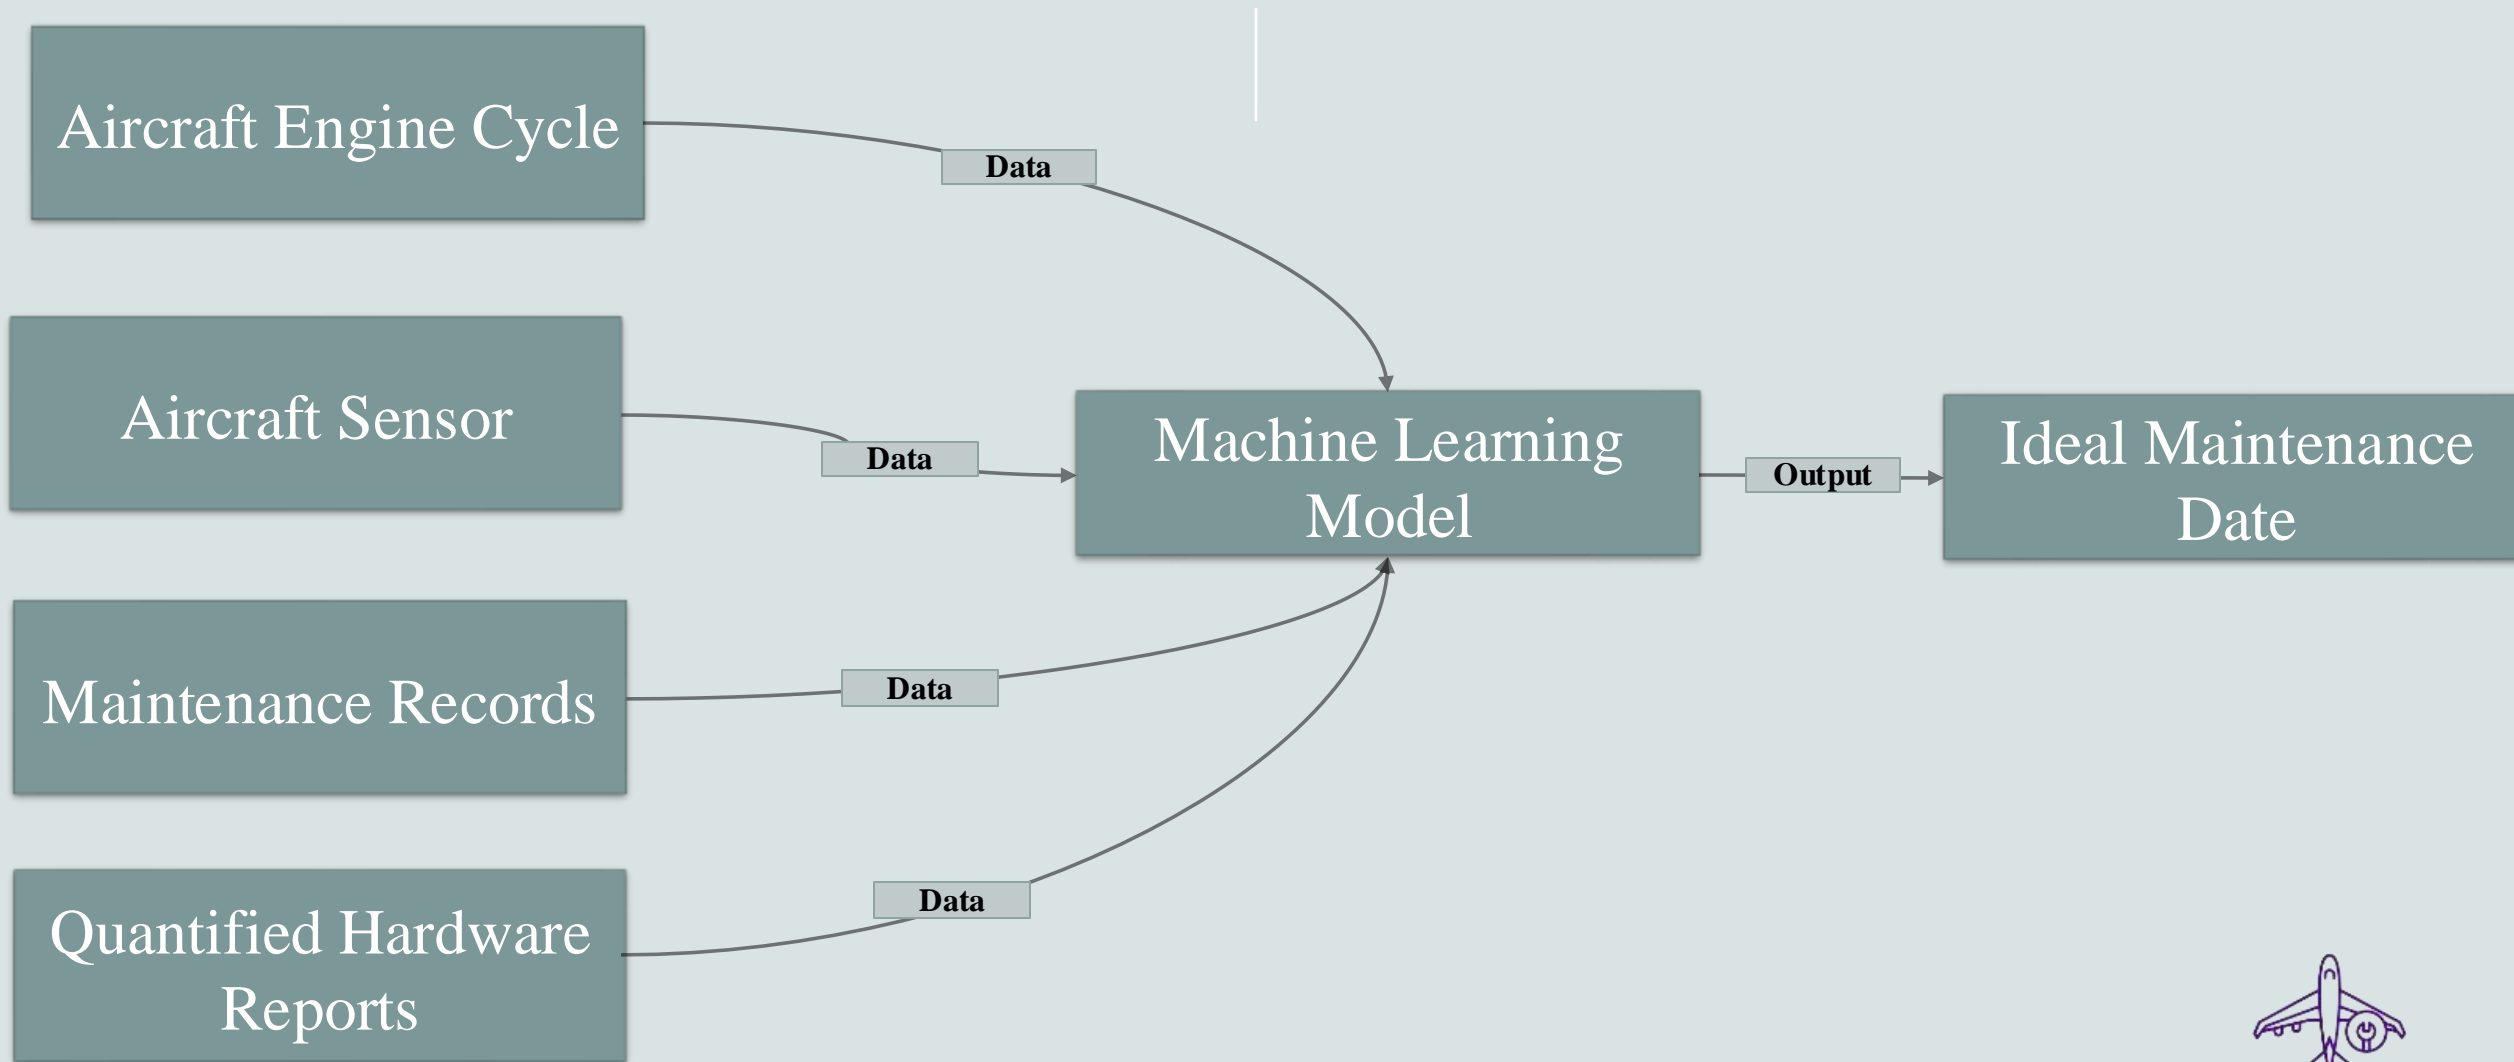 Aircraft Engine Cycle
Data
Aircraft Sensor
Data
Machine Learning
Model
Output
Ideal Maintenance
Date
Maintenance Records
Data
Quantified Hardware
Reports
Data